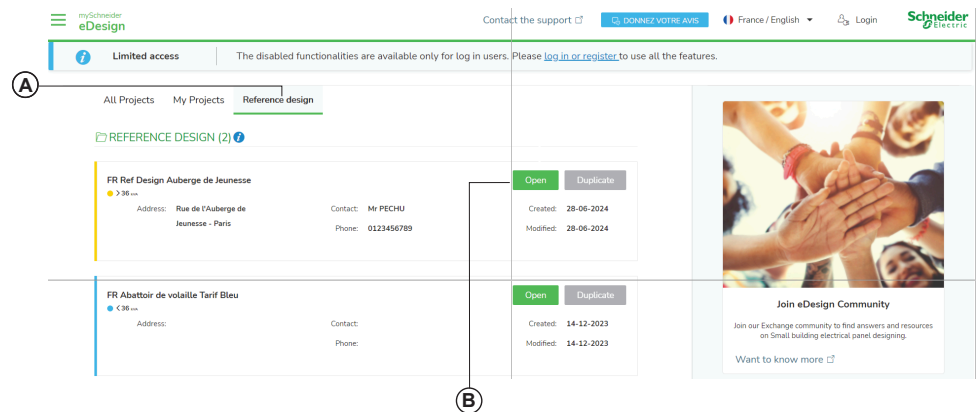 mySchneider
eDesign
Contact the support
DONNEZ VOTRE AVIS
France / English
Login
Schneider
Electric
Limited access
The disabled functionalities are available only for log in users. Please log in or register to use all the features.
A
All Projects
My Projects
Reference design
REFERENCE DESIGN (2)
FR Ref Design Auberge de Jeunesse
> 36 kVA
Open
Duplicate
Address: Rue de l'Auberge de
Jeunesse - Paris
Contact: Mr PECHU
Phone: 0123456789
Created: 28-06-2024
Modified: 28-06-2024
FR Abattoir de volaille Tarif Bleu
< 36 kVA
Open
Duplicate
Address:
Contact:
Phone:
Created: 14-12-2023
Modified: 14-12-2023
B
Join eDesign Community
Join our Exchange community to find answers and resources
on Small building electrical panel designing.
Want to know more